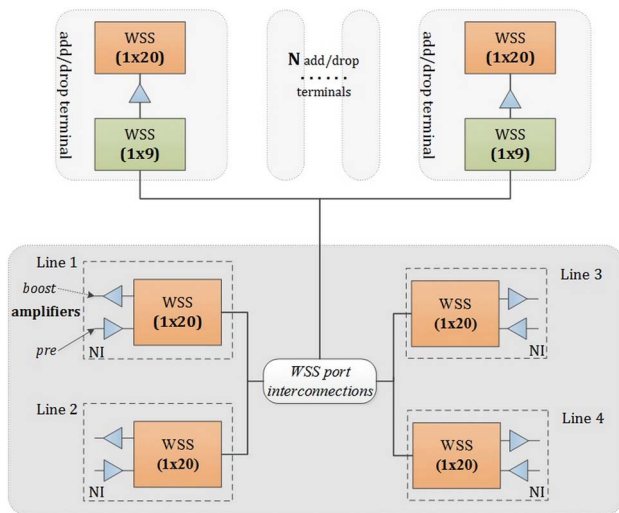 add/drop terminal
WSS
(1x20)
WSS
(1x9)
N add/drop
......
terminals
add/drop terminal
WSS
(1x20)
WSS
(1x9)
Line 1
boost
amplifiers
pre
NI
WSS
(1x20)
Line 2
NI
WSS
(1x20)
WSS port
interconnections
Line 3
WSS
(1x20)
NI
Line 4
WSS
(1x20)
NI